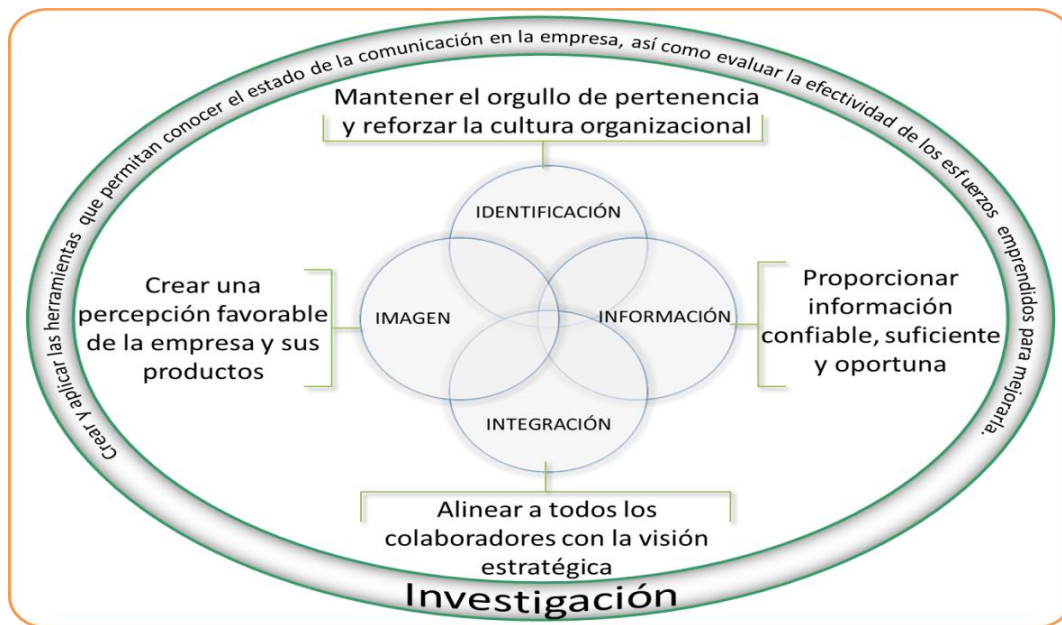 Crear y aplicar las herramientas que permitan conocer el estado de la comunicación en la empresa, así como evaluar la efectividad de los esfuerzos emprendidos para mejorarla.
Mantener el orgullo de pertenencia
y reforzar la cultura organizacional
IDENTIFICACIÓN
Crear una
percepción favorable
de la empresa y sus
productos
IMAGEN
INFORMACIÓN
Proporcionar
información
confiable, suficiente
y oportuna
INTEGRACIÓN
Alinear a todos los
colaboradores con la visión
estratégica
Investigación